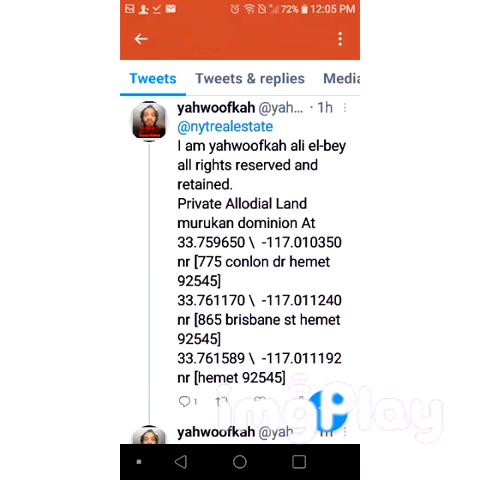 72% 12:05 PM
Tweets Tweets & replies Media
yahwoofkah @yah... · 1h
@nytrealestate
I am yahwoofkah ali el-bey
all rights reserved and
retained.
Private Allodial Land
murukan dominion At
33.759650 \ -117.010350
nr [775 conlon dr hemet
92545]
33.761170 \ -117.011240
nr [865 brisbane st hemet
92545]
33.761589 \ -117.011192
nr [hemet 92545]
1
imgPlay
yahwoofkah @yah 1h